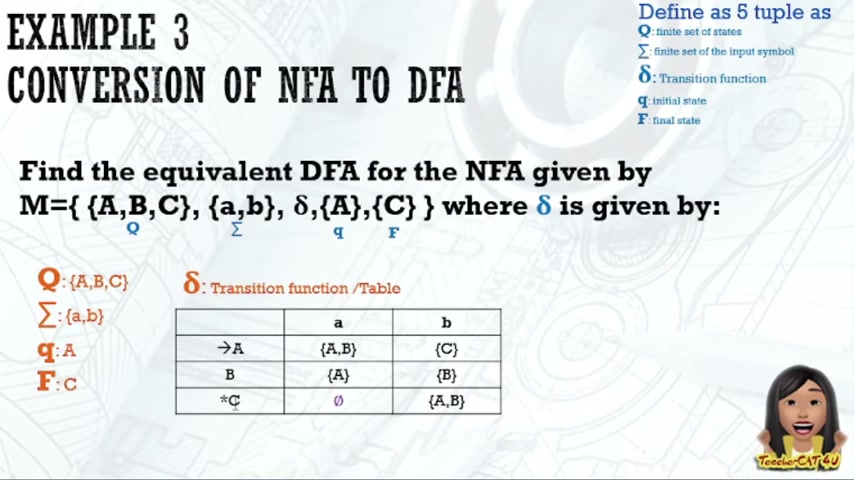 EXAMPLE 3
CONVERSION OF NFA TO DFA
Define as 5 tuple as
Q: finite set of states
∑: finite set of the input symbol
δ: Transition function
q: initial state
F: final state
Find the equivalent DFA for the NFA given by
M={ {A,B,C}, {a,b}, δ,{A},{C} } where δ is given by:
Q ∑ q F
Q: {A,B,C}
∑: {a,b}
q: A
F: C
δ: Transition function /Table
a b
→A {A,B} {C}
B {A} {B}
*C ∅ {A,B}
TeacherCAT4U